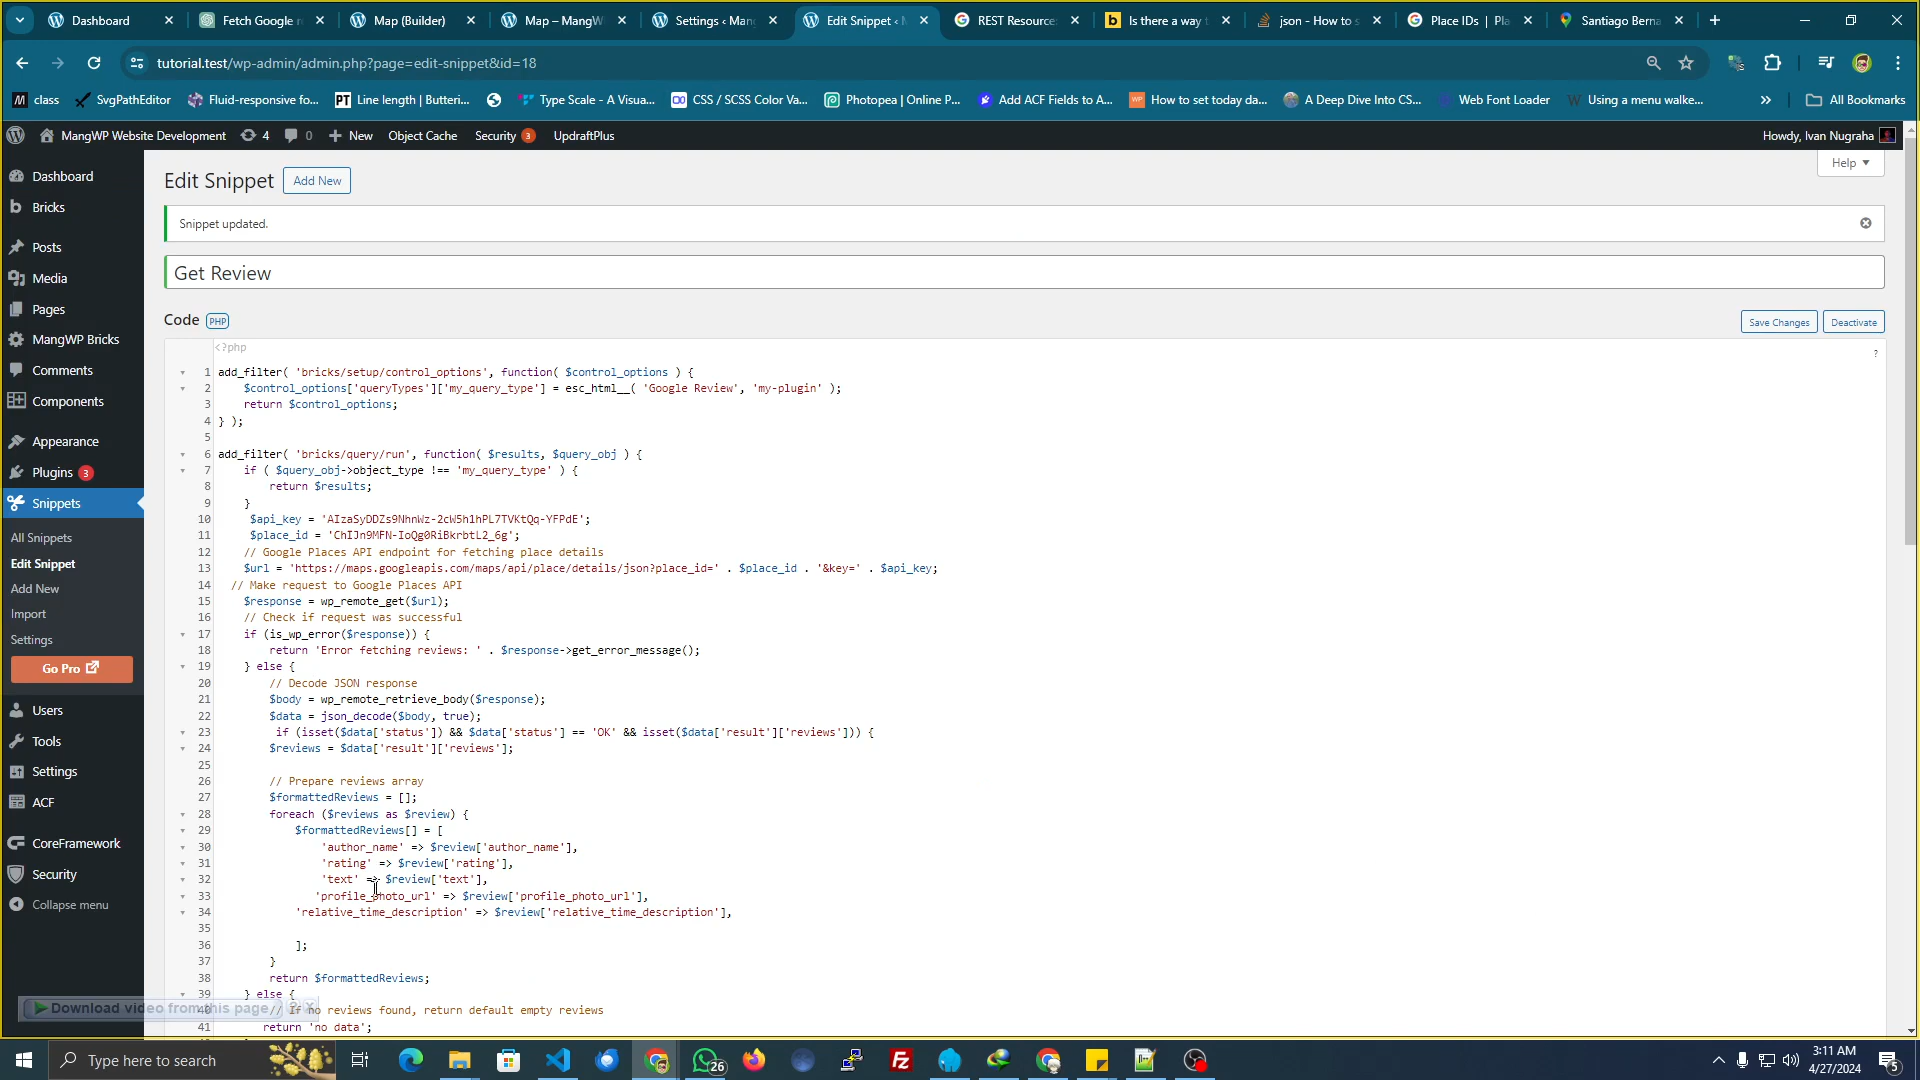 Dashboard
Fetch Google r
Map (Builder)
Map – MangW
Settings ‹ Man
Edit Snippet ‹
REST Resource:
Is there a way t
json - How to s
Place IDs | Pla
Santiago Berna
tutorial.test/wp-admin/admin.php?page=edit-snippet&id=18
class
SvgPathEditor
Fluid-responsive fo...
PT Line length | Butteri...
Type Scale - A Visua...
CSS / SCSS Color Va...
Photopea | Online P...
Add ACF Fields to A...
How to set today da...
A Deep Dive Into CS...
Web Font Loader
Using a menu walke...
»
All Bookmarks
MangWP Website Development
4
0
New
Object Cache
Security 3
UpdraftPlus
Howdy, Ivan Nugraha
Dashboard
Bricks
Posts
Media
Pages
MangWP Bricks
Comments
Components
Appearance
Plugins 3
Snippets
All Snippets
Edit Snippet
Add New
Import
Settings
Go Pro
Users
Tools
Settings
ACF
CoreFramework
Security
Collapse menu
Help
Edit Snippet
Add New
Snippet updated.
Get Review
Code PHP
Save Changes
Deactivate
?
<?php
1 add_filter( 'bricks/setup/control_options', function( $control_options ) {
2 $control_options['queryTypes']['my_query_type'] = esc_html__( 'Google Review', 'my-plugin' );
3 return $control_options;
4 } );
5
6 add_filter( 'bricks/query/run', function( $results, $query_obj ) {
7 if ( $query_obj->object_type !== 'my_query_type' ) {
8 return $results;
9 }
10 $api_key = 'AIzaSyDDZs9NhnWz-2cW5h1hPL7TVKtQq-YFPdE';
11 $place_id = 'ChIJn9MFN-IoQg0RiBkrbtL2_6g';
12 // Google Places API endpoint for fetching place details
13 $url = 'https://maps.googleapis.com/maps/api/place/details/json?place_id=' . $place_id . '&key=' . $api_key;
14 // Make request to Google Places API
15 $response = wp_remote_get($url);
16 // Check if request was successful
17 if (is_wp_error($response)) {
18 return 'Error fetching reviews: ' . $response->get_error_message();
19 } else {
20 // Decode JSON response
21 $body = wp_remote_retrieve_body($response);
22 $data = json_decode($body, true);
23 if (isset($data['status']) && $data['status'] == 'OK' && isset($data['result']['reviews'])) {
24 $reviews = $data['result']['reviews'];
25
26 // Prepare reviews array
27 $formattedReviews = [];
28 foreach ($reviews as $review) {
29 $formattedReviews[] = [
30 'author_name' => $review['author_name'],
31 'rating' => $review['rating'],
32 'text' => $review['text'],
33 'profile_photo_url' => $review['profile_photo_url'],
34 'relative_time_description' => $review['relative_time_description'],
35
36 ];
37 }
38 return $formattedReviews;
39 } else {
40 // If no reviews found, return default empty reviews
41 return 'no data';
Download video from this page
Type here to search
26
3:11 AM
4/27/2024
5